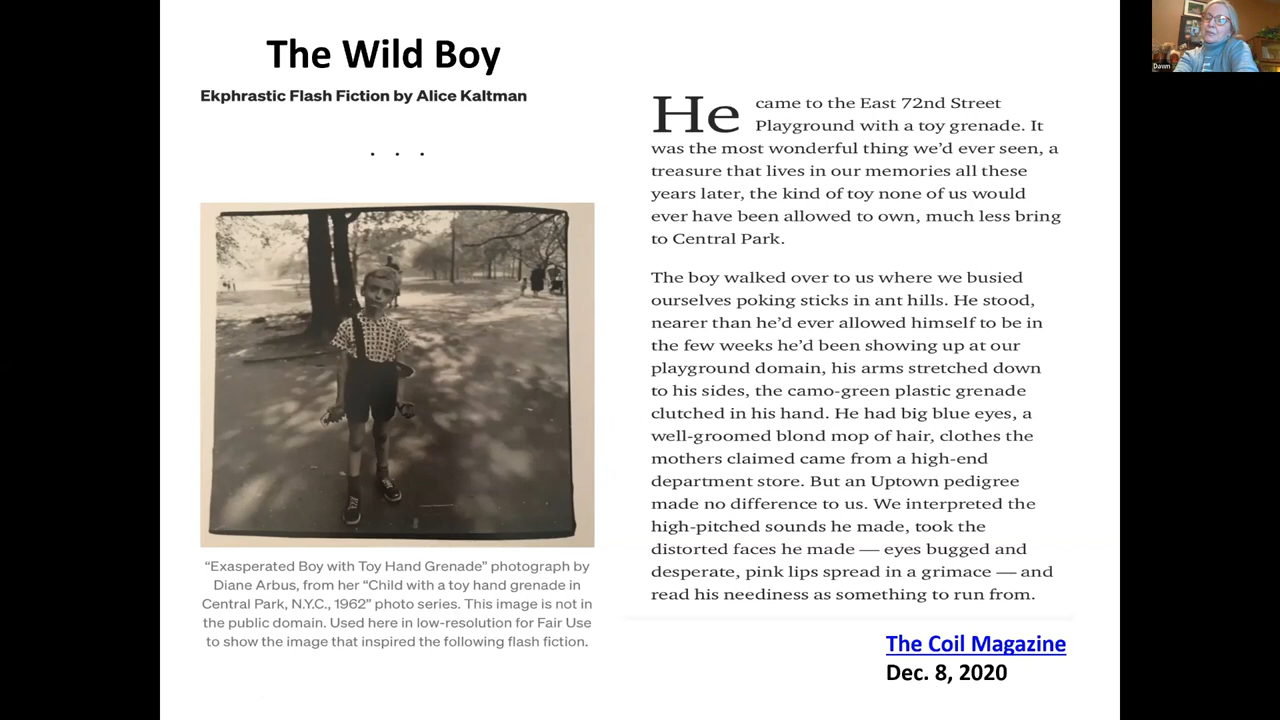 The Wild Boy
Ekphrastic Flash Fiction by Alice Kaltman
. . .
“Exasperated Boy with Toy Hand Grenade” photograph by
Diane Arbus, from her “Child with a toy hand grenade in
Central Park, N.Y.C., 1962” photo series. This image is not in
the public domain. Used here in low-resolution for Fair Use
to show the image that inspired the following flash fiction.
He came to the East 72nd Street
Playground with a toy grenade. It
was the most wonderful thing we’d ever seen, a
treasure that lives in our memories all these
years later, the kind of toy none of us would
ever have been allowed to own, much less bring
to Central Park.
The boy walked over to us where we busied
ourselves poking sticks in ant hills. He stood,
nearer than he’d ever allowed himself to be in
the few weeks he’d been showing up at our
playground domain, his arms stretched down
to his sides, the camo-green plastic grenade
clutched in his hand. He had big blue eyes, a
well-groomed blond mop of hair, clothes the
mothers claimed came from a high-end
department store. But an Uptown pedigree
made no difference to us. We interpreted the
high-pitched sounds he made, took the
distorted faces he made — eyes bugged and
desperate, pink lips spread in a grimace — and
read his neediness as something to run from.
The Coil Magazine
Dec. 8, 2020
Dawn